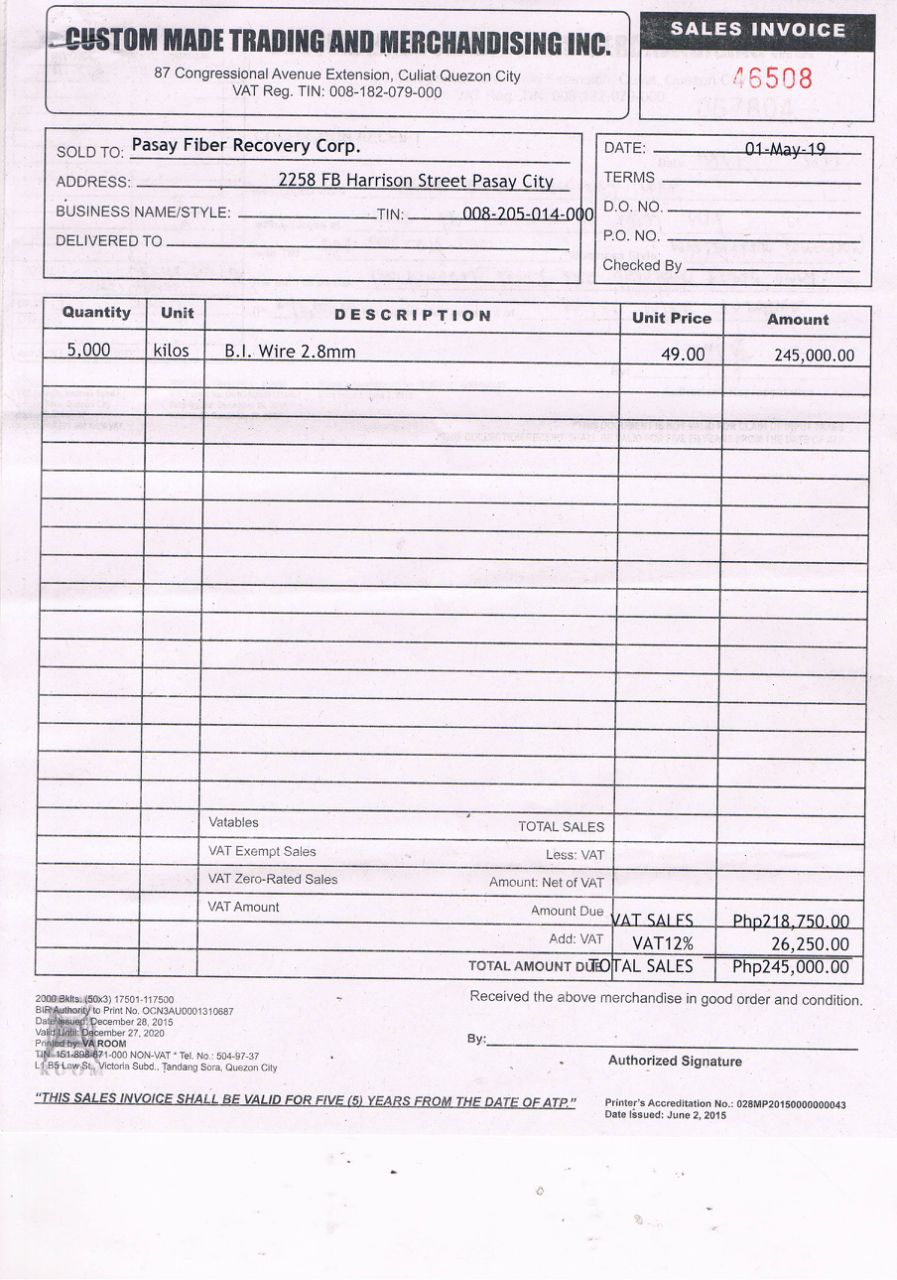 CUSTOM MADE TRADING AND MERCHANDISING INC.
87 Congressional Avenue Extension, Culiat Quezon City
VAT Reg. TIN: 008-182-079-000
SALES INVOICE
46508
SOLD TO: Pasay Fiber Recovery Corp.
ADDRESS: 2258 FB Harrison Street Pasay City
BUSINESS NAME/STYLE: TIN: 008-205-014-000
DELIVERED TO
DATE: 01-May-19
TERMS
D.O. NO.
P.O. NO.
Checked By
Quantity Unit DESCRIPTION Unit Price Amount
5,000 kilos B.I. Wire 2.8mm 49.00 245,000.00
Vatables TOTAL SALES
VAT Exempt Sales Less: VAT
VAT Zero-Rated Sales Amount: Net of VAT
VAT Amount Amount Due VAT SALES Php218,750.00
Add: VAT VAT12% 26,250.00
TOTAL AMOUNT DUE TOTAL SALES Php245,000.00
2000 Bklts. (50x3) 17501-117500
BIR Authority to Print No. OCN3AU0001310687
Date Issued: December 28, 2015
Valid Until: December 27, 2020
Printed by: VA ROOM
TIN-151-898-671-000 NON-VAT * Tel. No.: 504-97-37
L1 B5 Law St., Victoria Subd., Tandang Sora, Quezon City
Received the above merchandise in good order and condition.
By:
Authorized Signature
"THIS SALES INVOICE SHALL BE VALID FOR FIVE (5) YEARS FROM THE DATE OF ATP."
Printer's Accreditation No.: 028MP20150000000043
Date Issued: June 2, 2015